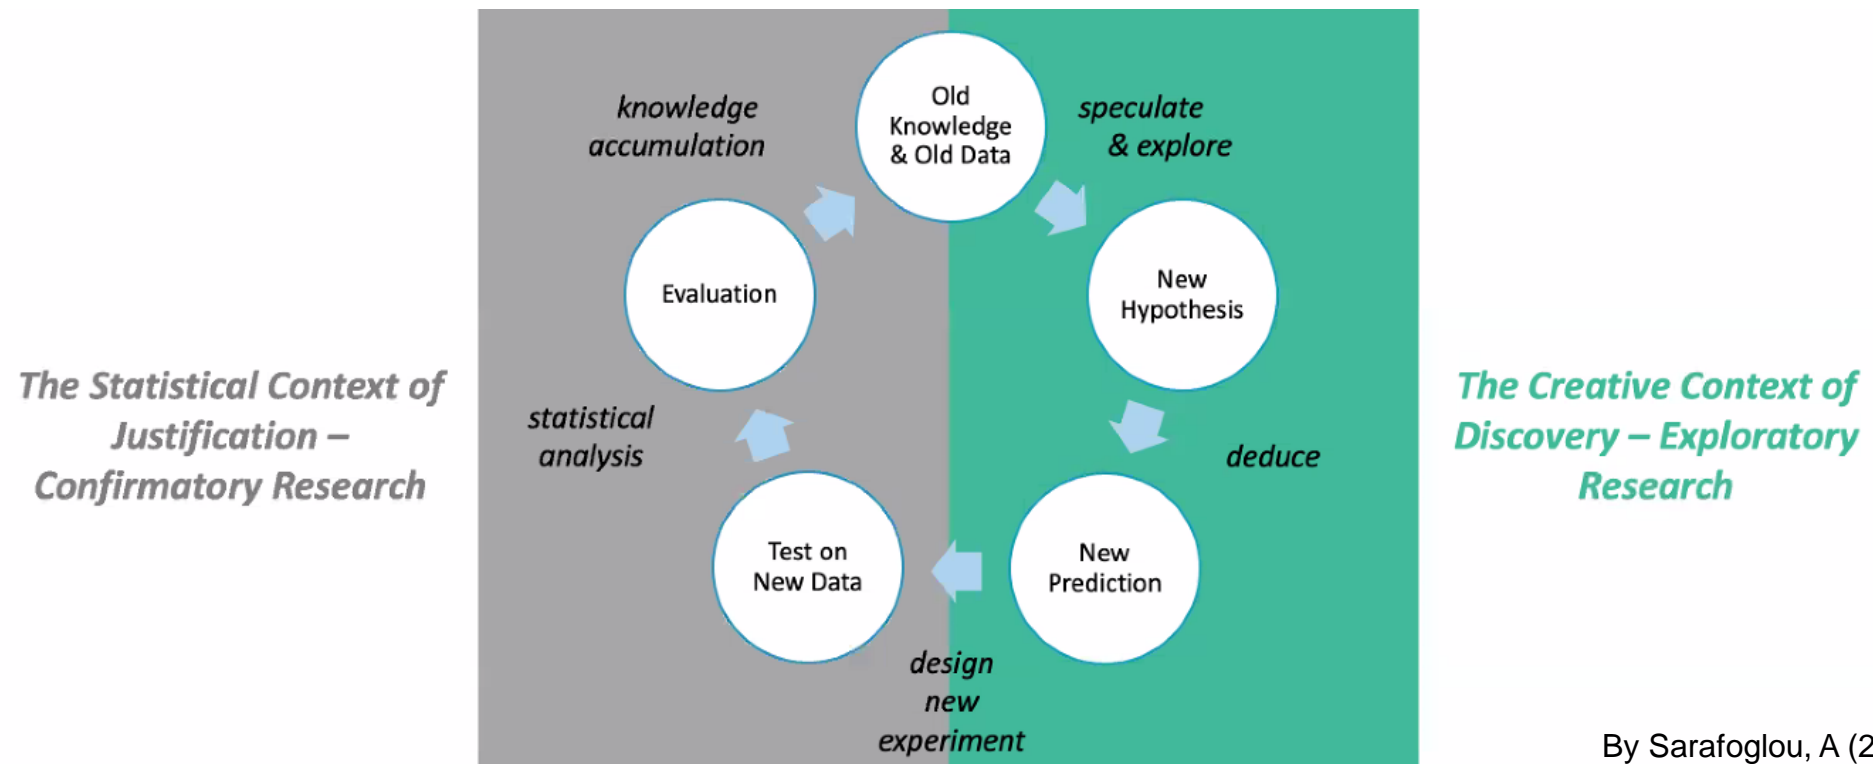 Old
Knowledge
& Old Data
knowledge
accumulation
speculate
& explore
Evaluation
New
Hypothesis
The Statistical Context of
Justification –
Confirmatory Research
statistical
analysis
deduce
The Creative Context of
Discovery – Exploratory
Research
Test on
New Data
New
Prediction
design
new
experiment
By Sarafoglou, A (2